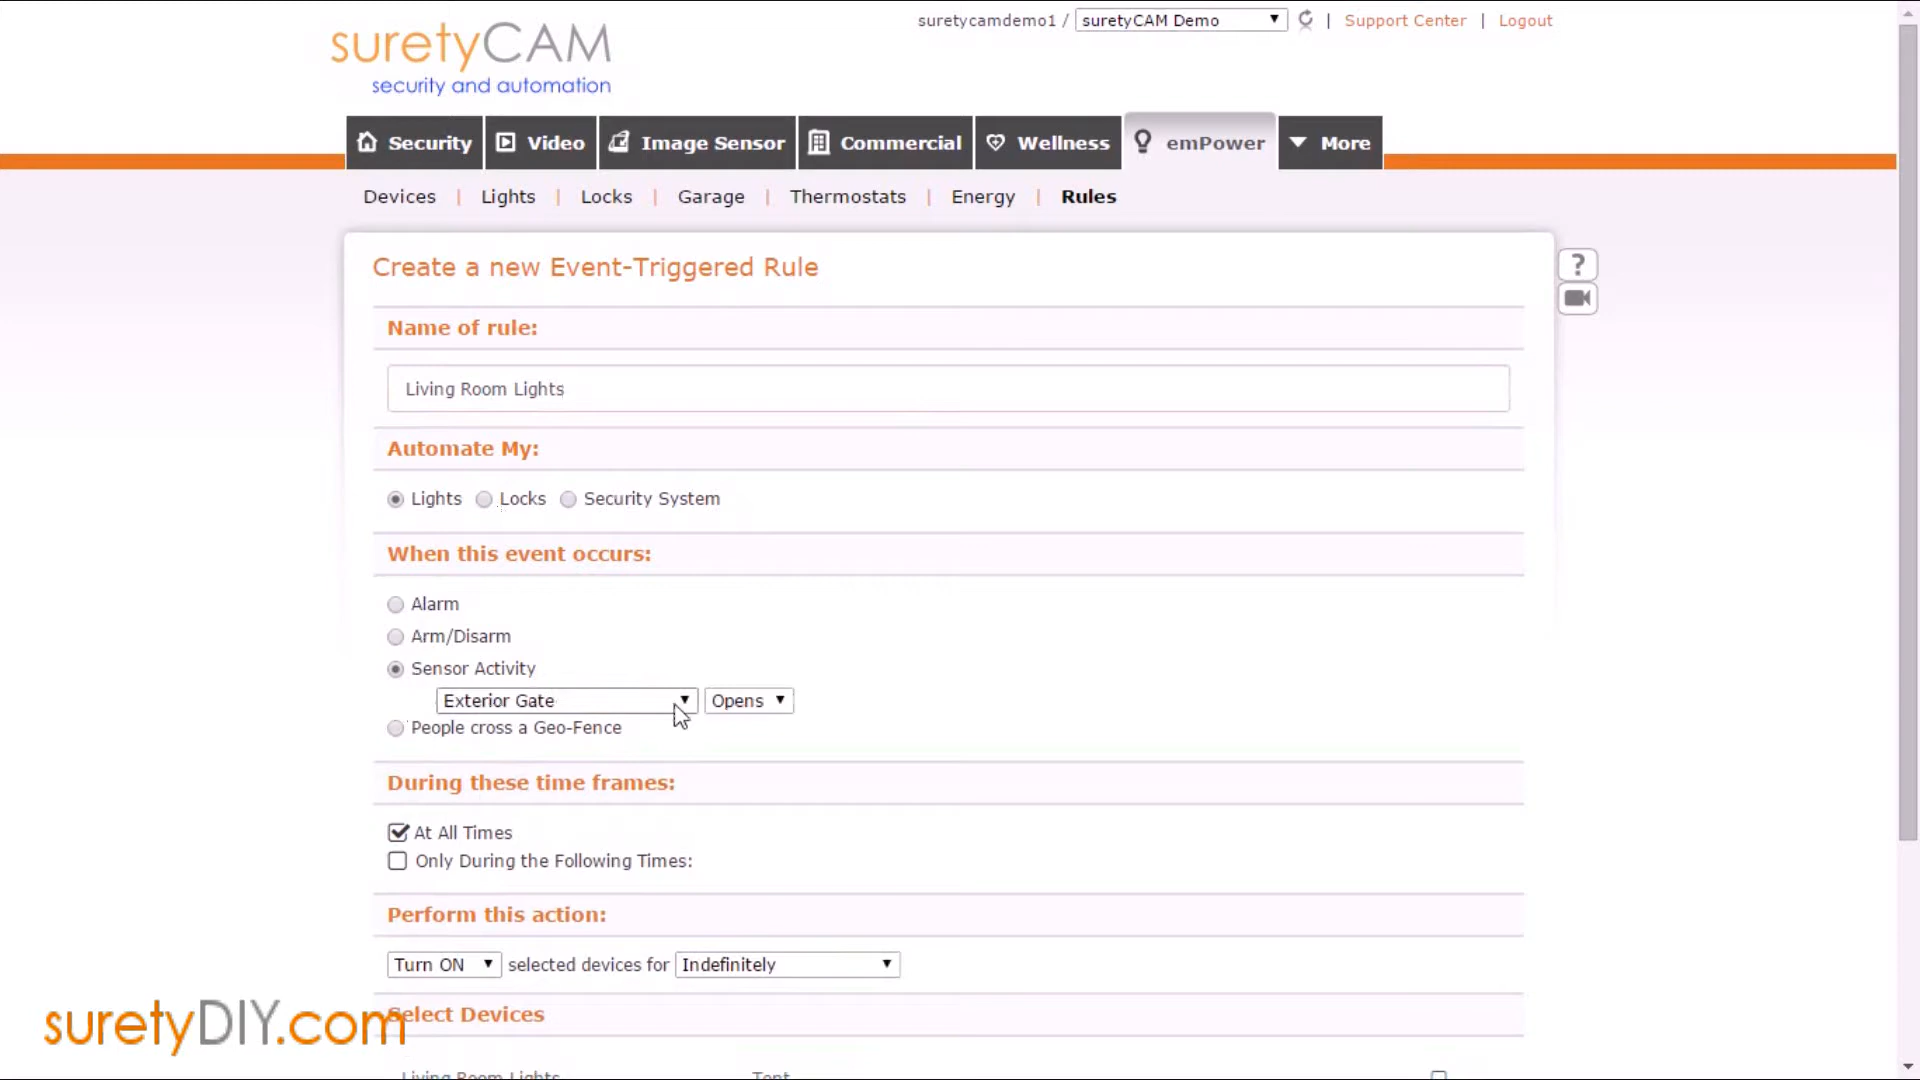 suretyCAM
security and automation
suretycamdemo1 / suretyCAM Demo | Support Center | Logout
Security Video Image Sensor Commercial Wellness emPower More
Devices | Lights | Locks | Garage | Thermostats | Energy | Rules
Create a new Event-Triggered Rule
?
Name of rule:
Living Room Lights
Automate My:
Lights Locks Security System
When this event occurs:
Alarm
Arm/Disarm
Sensor Activity
Exterior Gate Opens
People cross a Geo-Fence
During these time frames:
At All Times
Only During the Following Times:
Perform this action:
Turn ON selected devices for Indefinitely
Select Devices
suretyDIY.com
Living Room Lights